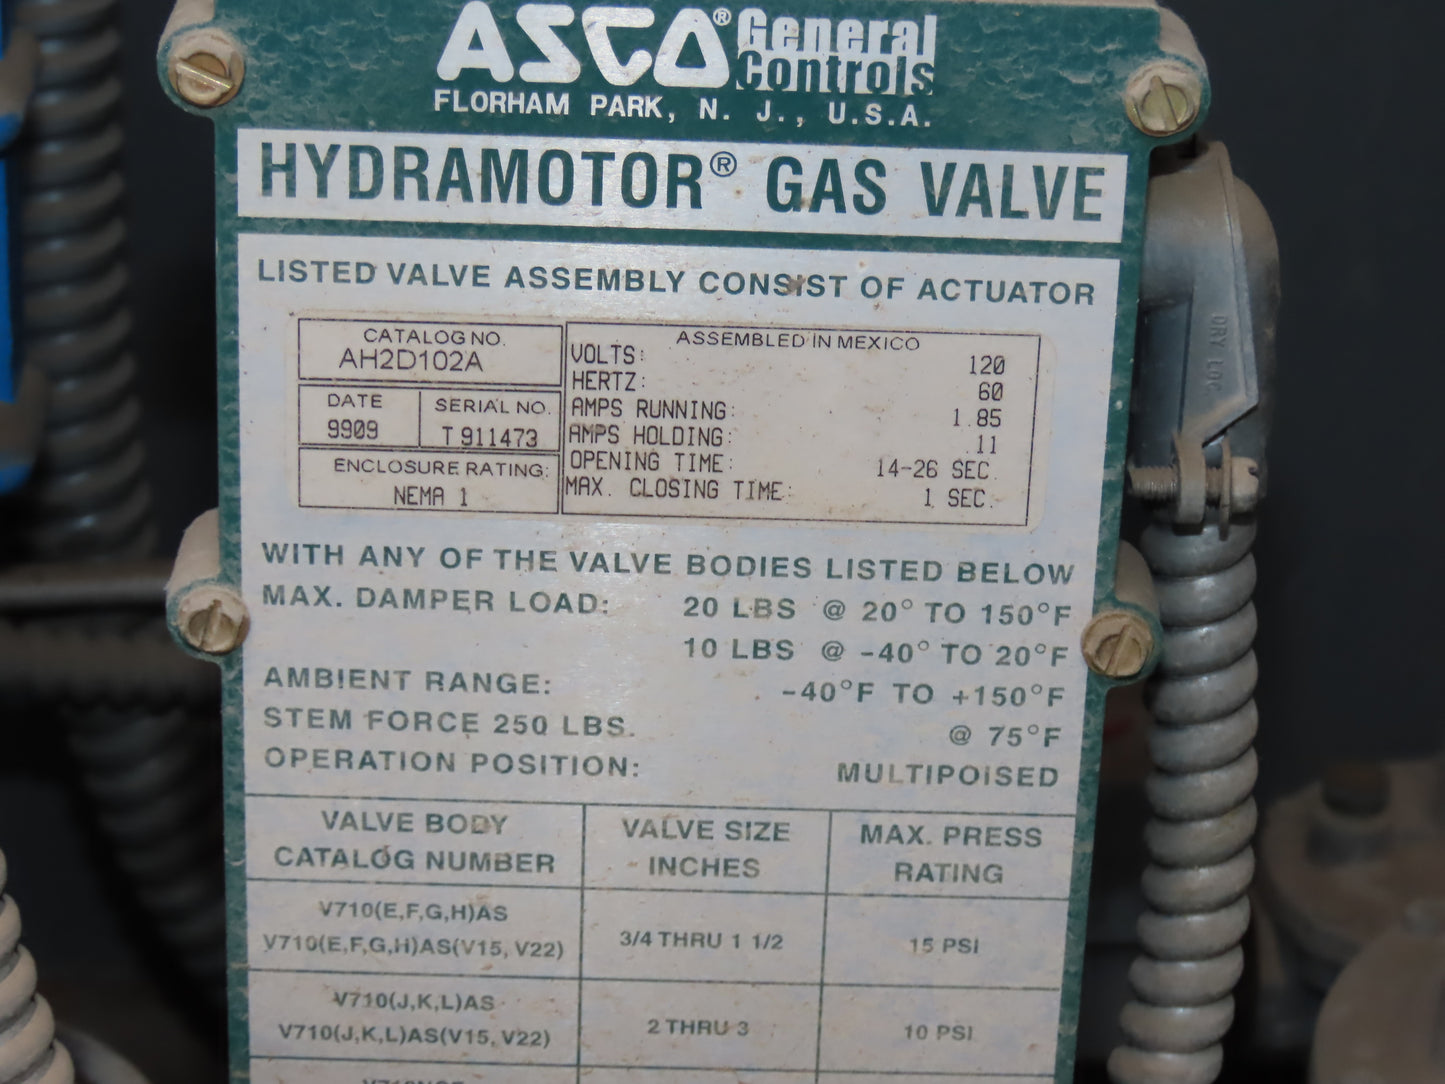 ASCO® General Controls
FLORHAM PARK, N. J., U.S.A.
HYDRAMOTOR® GAS VALVE
LISTED VALVE ASSEMBLY CONSIST OF ACTUATOR
CATALOG NO.
AH2D102A
DATE
9909
SERIAL NO.
T 911473
ENCLOSURE RATING:
NEMA 1
ASSEMBLED IN MEXICO
VOLTS: 120
HERTZ: 60
AMPS RUNNING: 1.85
AMPS HOLDING: .11
OPENING TIME: 14-26 SEC.
MAX. CLOSING TIME: 1 SEC.
WITH ANY OF THE VALVE BODIES LISTED BELOW
MAX. DAMPER LOAD: 20 LBS @ 20° TO 150°F
10 LBS @ -40° TO 20°F
AMBIENT RANGE: -40°F TO +150°F
STEM FORCE 250 LBS. @ 75°F
OPERATION POSITION: MULTIPOISED
VALVE BODY CATALOG NUMBER
VALVE SIZE INCHES
MAX. PRESS RATING
V710(E,F,G,H)AS
V710(E,F,G,H)AS(V15, V22)
3/4 THRU 1 1/2
15 PSI
V710(J,K,L)AS
V710(J,K,L)AS(V15, V22)
2 THRU 3
10 PSI
DRY LOC